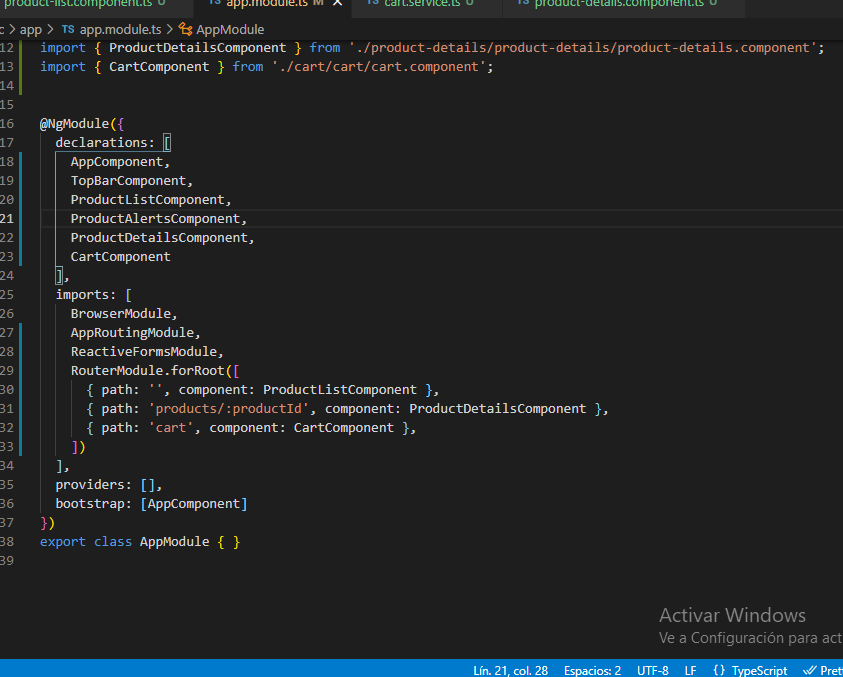 product-list.component.ts U
TS app.module.ts M
TS cart.service.ts U
TS product-details.component.ts U
c > app > TS app.module.ts > AppModule
12 import { ProductDetailsComponent } from './product-details/product-details/product-details.component';
13 import { CartComponent } from './cart/cart/cart.component';
14
15
16 @NgModule({
17 declarations: [
18 AppComponent,
19 TopBarComponent,
20 ProductListComponent,
21 ProductAlertsComponent,
22 ProductDetailsComponent,
23 CartComponent
24 ],
25 imports: [
26 BrowserModule,
27 AppRoutingModule,
28 ReactiveFormsModule,
29 RouterModule.forRoot([
30 { path: '', component: ProductListComponent },
31 { path: 'products/:productId', component: ProductDetailsComponent },
32 { path: 'cart', component: CartComponent },
33 ])
34 ],
35 providers: [],
36 bootstrap: [AppComponent]
37 })
38 export class AppModule { }
39
Activar Windows
Ve a Configuración para act
Lín. 21, col. 28 Espacios: 2 UTF-8 LF {} TypeScript Pret